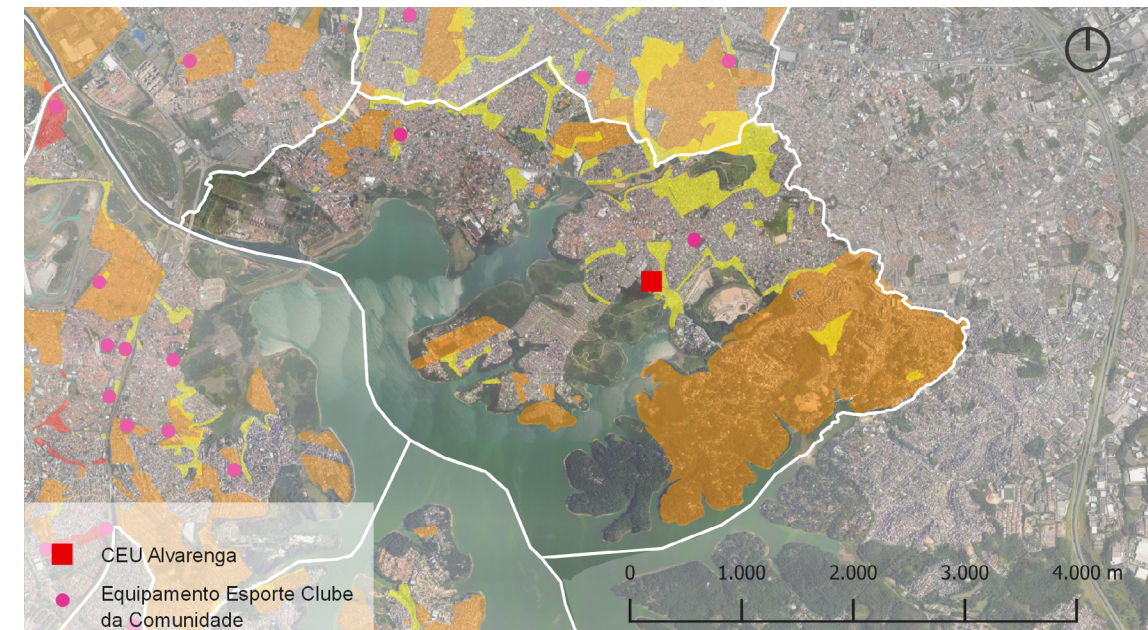 CEU Alvarenga
Equipamento Esporte Clube
da Comunidade
0 1.000 2.000 3.000 4.000 m